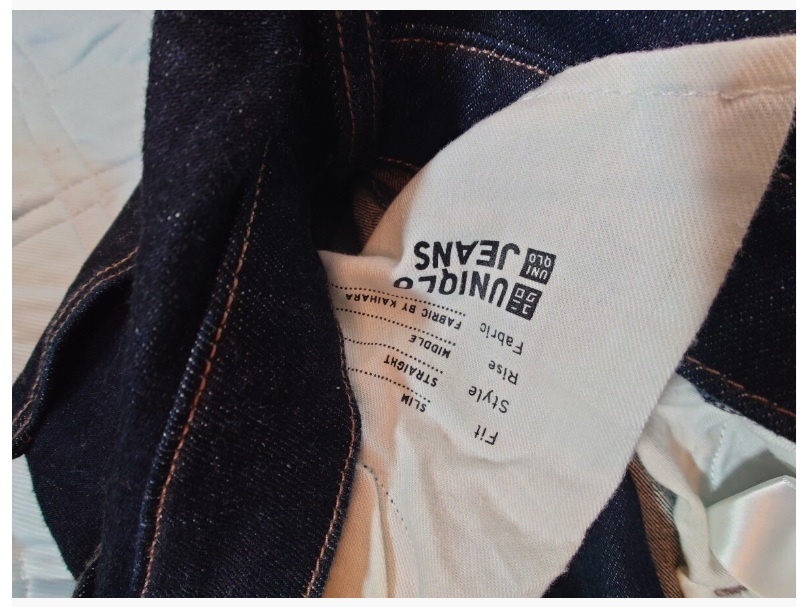 Fit SLIM
Style STRAIGHT
Rise MIDDLE
Fabric FABRIC BY KAIHARA
ユニクロ UNIQLO
UNIQLO JEANS